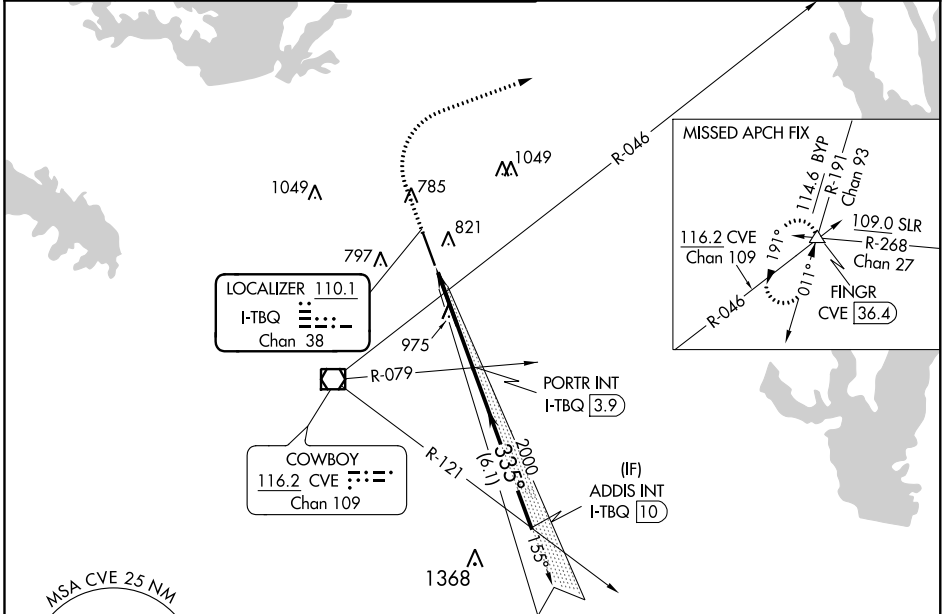 R-046
MISSED APCH FIX
114.6 BYP
R-191
Chan 93
109.0 SLR
R-268
Chan 27
116.2 CVE
Chan 109
191°
011°
R-046
FINGR
CVE 36.4
1049
1049
785
821
797
LOCALIZER 110.1
I-TBQ
Chan 38
975
R-079
PORTR INT
I-TBQ 3.9
COWBOY
116.2 CVE
Chan 109
R-121
2000
335°
(6.1)
(IF)
ADDIS INT
I-TBQ 10
155°
1368
MSA CVE 25 NM